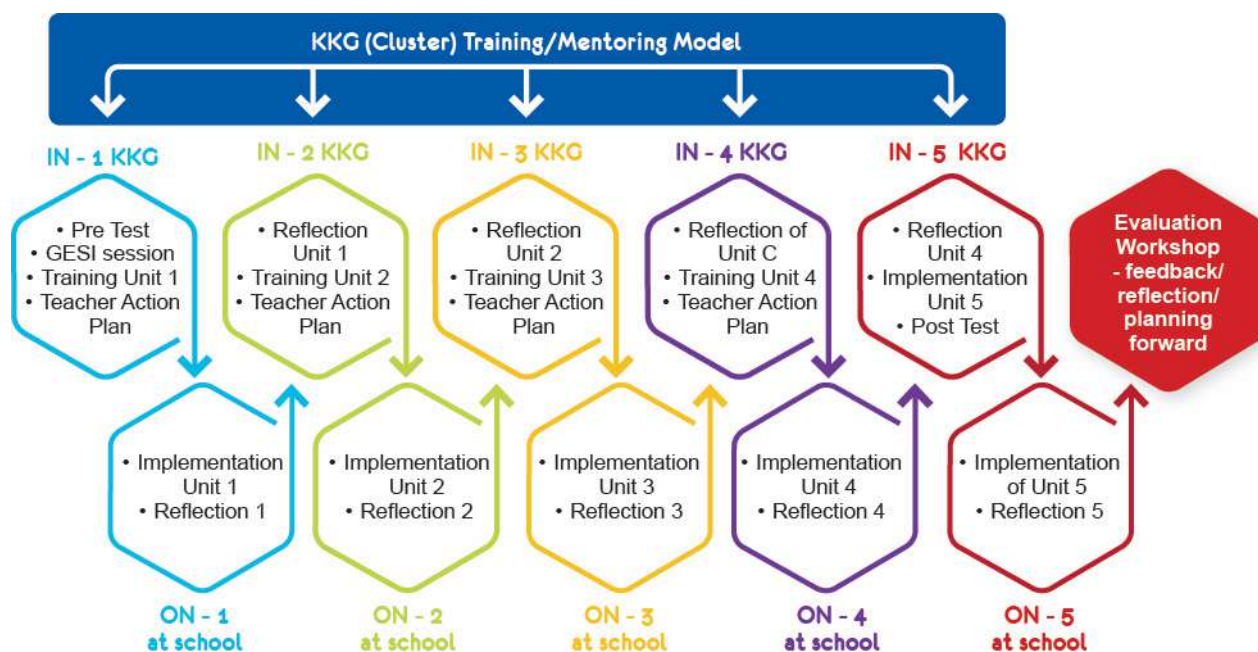 KKG (Cluster) Training/Mentoring Model
IN - 1 KKG
• Pre Test
• GESI session
• Training Unit 1
• Teacher Action
Plan
IN - 2 KKG
• Reflection
Unit 1
• Training Unit 2
• Teacher Action
Plan
IN - 3 KKG
• Reflection
Unit 2
• Training Unit 3
• Teacher Action
Plan
IN - 4 KKG
• Reflection of
Unit C
• Training Unit 4
• Teacher Action
Plan
IN - 5 KKG
• Reflection
Unit 4
• Implementation
Unit 5
• Post Test
Evaluation
Workshop
- feedback/
reflection/
planning
forward
• Implementation
Unit 1
• Reflection 1
ON - 1
at school
• Implementation
Unit 2
• Reflection 2
ON - 2
at school
• Implementation
Unit 3
• Reflection 3
ON - 3
at school
• Implementation
Unit 4
• Reflection 4
ON - 4
at school
• Implementation
of Unit 5
• Reflection 5
ON - 5
at school